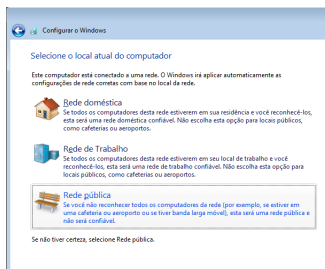 Configurar o Windows
Selecione o local atual do computador
Este computador está conectado a uma rede. O Windows irá aplicar automaticamente as
configurações de rede corretas com base no local da rede.
Rede doméstica
Se todos os computadores desta rede estiverem em sua residência e você reconhecê-los,
esta será uma rede doméstica confiável. Não escolha esta opção para locais públicos,
como cafeterias ou aeroportos.
Rede de Trabalho
Se todos os computadores desta rede estiverem em seu local de trabalho e você
reconhecê-los, esta será uma rede de trabalho confiável. Não escolha esta opção para
locais públicos, como cafeterias ou aeroportos.
Rede pública
Se você não reconhecer todos os computadores da rede (por exemplo, se estiver em
uma cafeteria ou aeroporto ou se tiver banda larga móvel), esta será uma rede pública e
não será confiável.
Se não tiver certeza, selecione Rede pública.